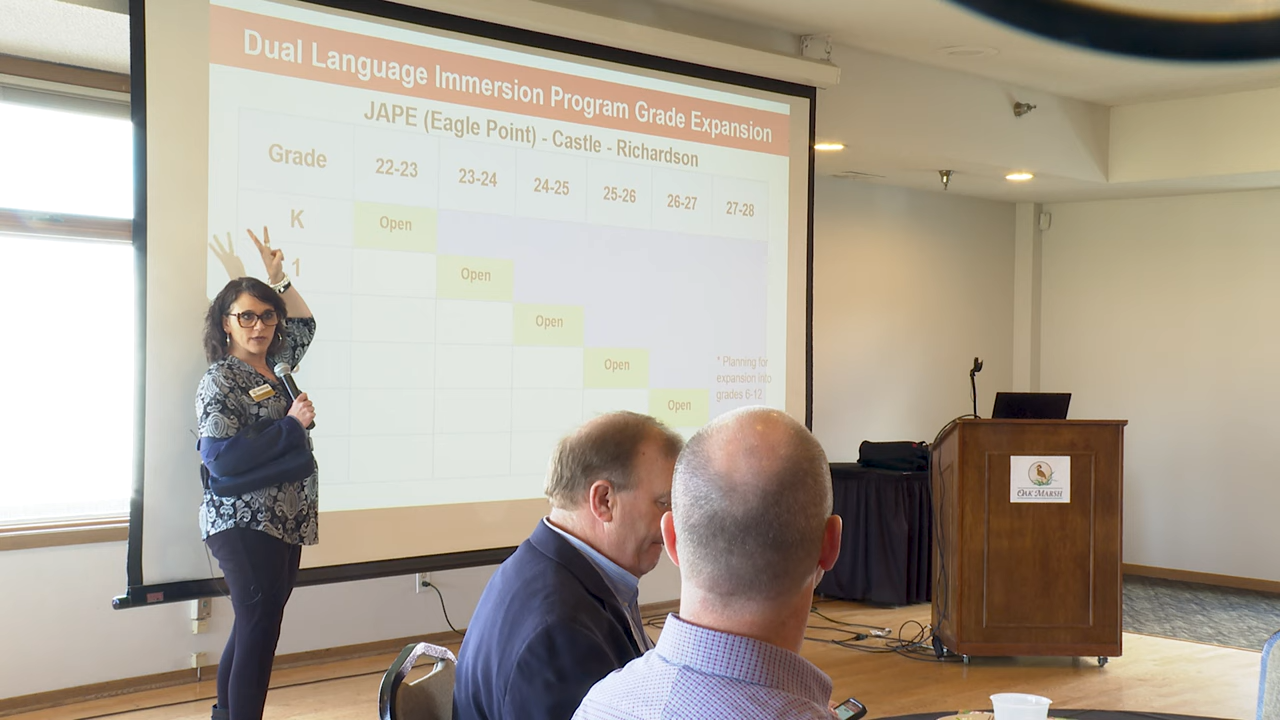 Dual Language Immersion Program Grade Expansion
JAPE (Eagle Point) - Castle - Richardson
Grade 22-23 23-24 24-25 25-26 26-27 27-28
K Open
1 Open
Open
Open
Open
* Planning for
expansion into
grades 6-12
OAK MARSH